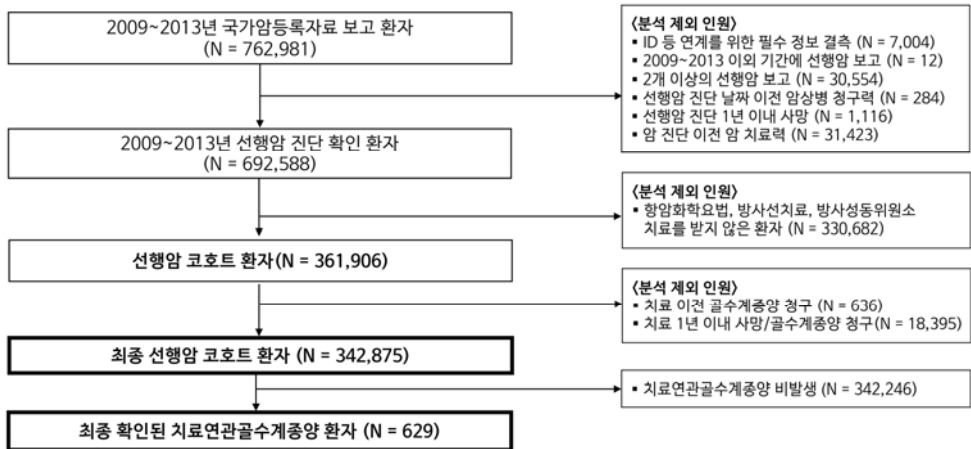 2009~2013년 국가암등록자료 보고 환자
(N = 762,981)
<분석 제외 인원>
▪ ID 등 연계를 위한 필수 정보 결측 (N = 7,004)
▪ 2009~2013 이외 기간에 선행암 보고 (N = 12)
▪ 2개 이상의 선행암 보고 (N = 30,554)
▪ 선행암 진단 날짜 이전 암상병 청구력 (N = 284)
▪ 선행암 진단 1년 이내 사망 (N = 1,116)
▪ 암 진단 이전 암 치료력 (N = 31,423)
2009~2013년 선행암 진단 확인 환자
(N = 692,588)
<분석 제외 인원>
▪ 항암화학요법, 방사선치료, 방사성동위원소
치료를 받지 않은 환자 (N = 330,682)
선행암 코호트 환자(N = 361,906)
<분석 제외 인원>
▪ 치료 이전 골수계종양 청구 (N = 636)
▪ 치료 1년 이내 사망/골수계종양 청구(N = 18,395)
최종 선행암 코호트 환자 (N = 342,875)
▪ 치료연관골수계종양 비발생 (N = 342,246)
최종 확인된 치료연관골수계종양 환자 (N = 629)